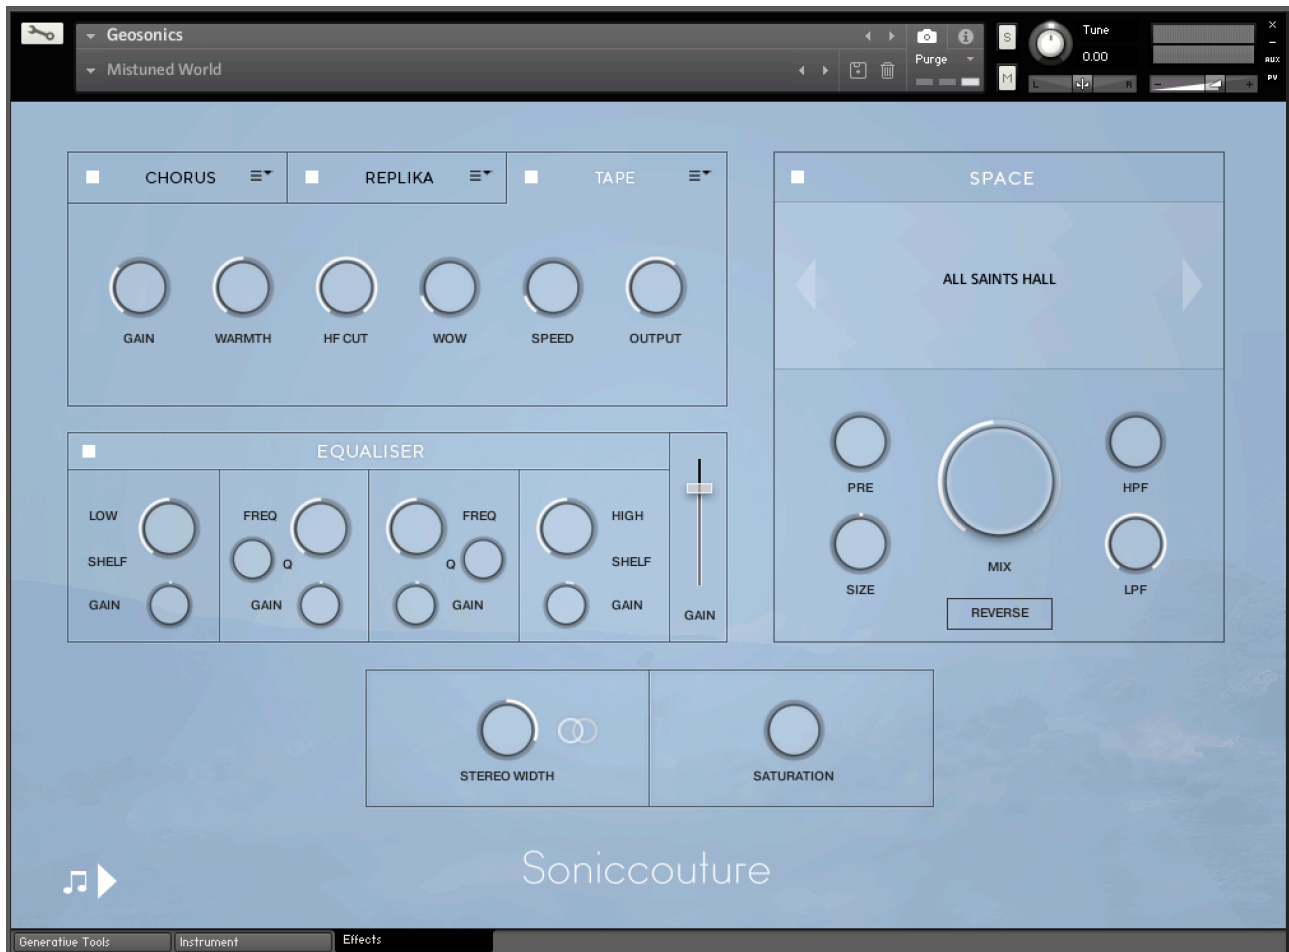 Geosonics
Mistuned World
Purge
S
M
Tune
0.00
L
R
×
-
AUX
PV
CHORUS
REPLIKA
TAPE
GAIN
WARMTH
HF CUT
WOW
SPEED
OUTPUT
SPACE
ALL SAINTS HALL
PRE
SIZE
MIX
HPF
LPF
REVERSE
EQUALISER
LOW
SHELF
GAIN
FREQ
Q
GAIN
FREQ
Q
GAIN
HIGH
SHELF
GAIN
GAIN
STEREO WIDTH
SATURATION
Soniccouture
Generative Tools
Instrument
Effects